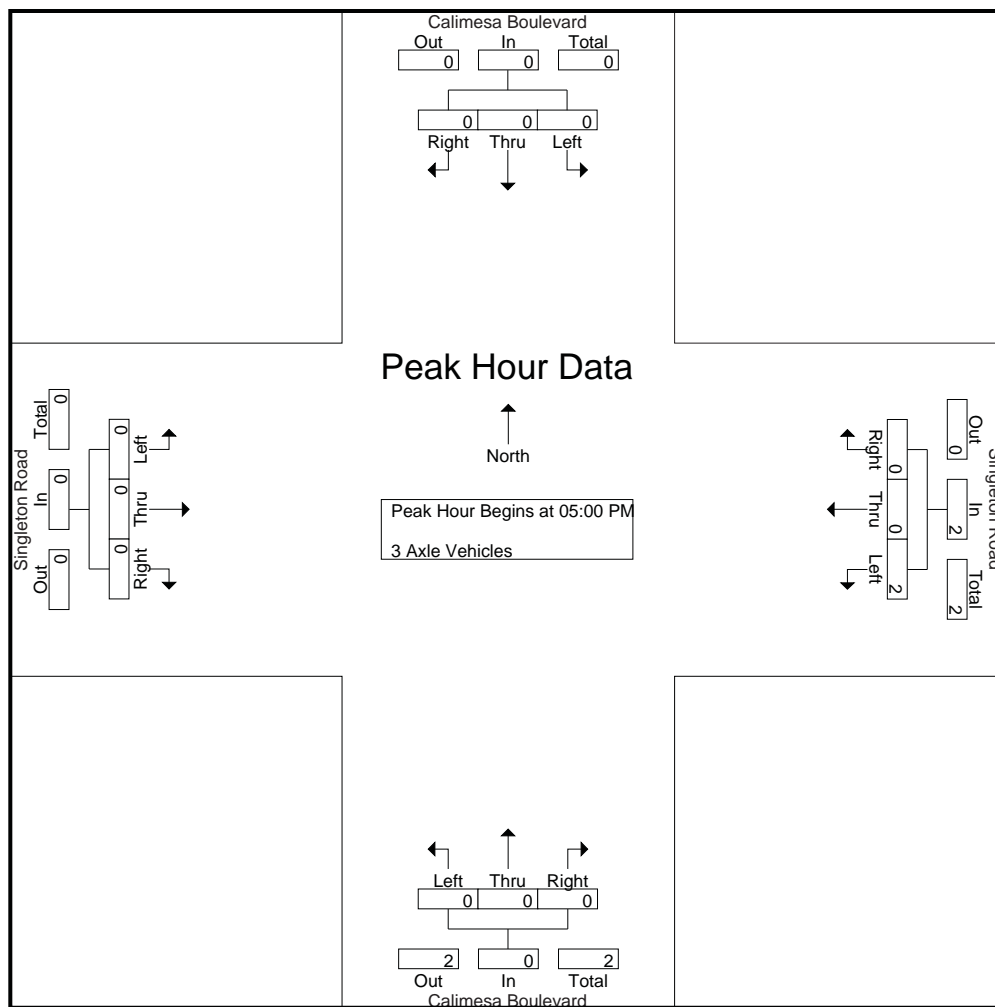 Calimesa Boulevard
Out In Total
0 0 0
0 0 0
Right Thru Left
Peak Hour Data
North
Peak Hour Begins at 05:00 PM
3 Axle Vehicles
Singleton Road
Total In Out
0 0 0
0 0 0
Left Thru Right
Right Thru Left
0 0 2
0 2 2
Out In Total
Singleton Road
Left Thru Right
0 0 0
2 0 2
Out In Total
Calimesa Boulevard